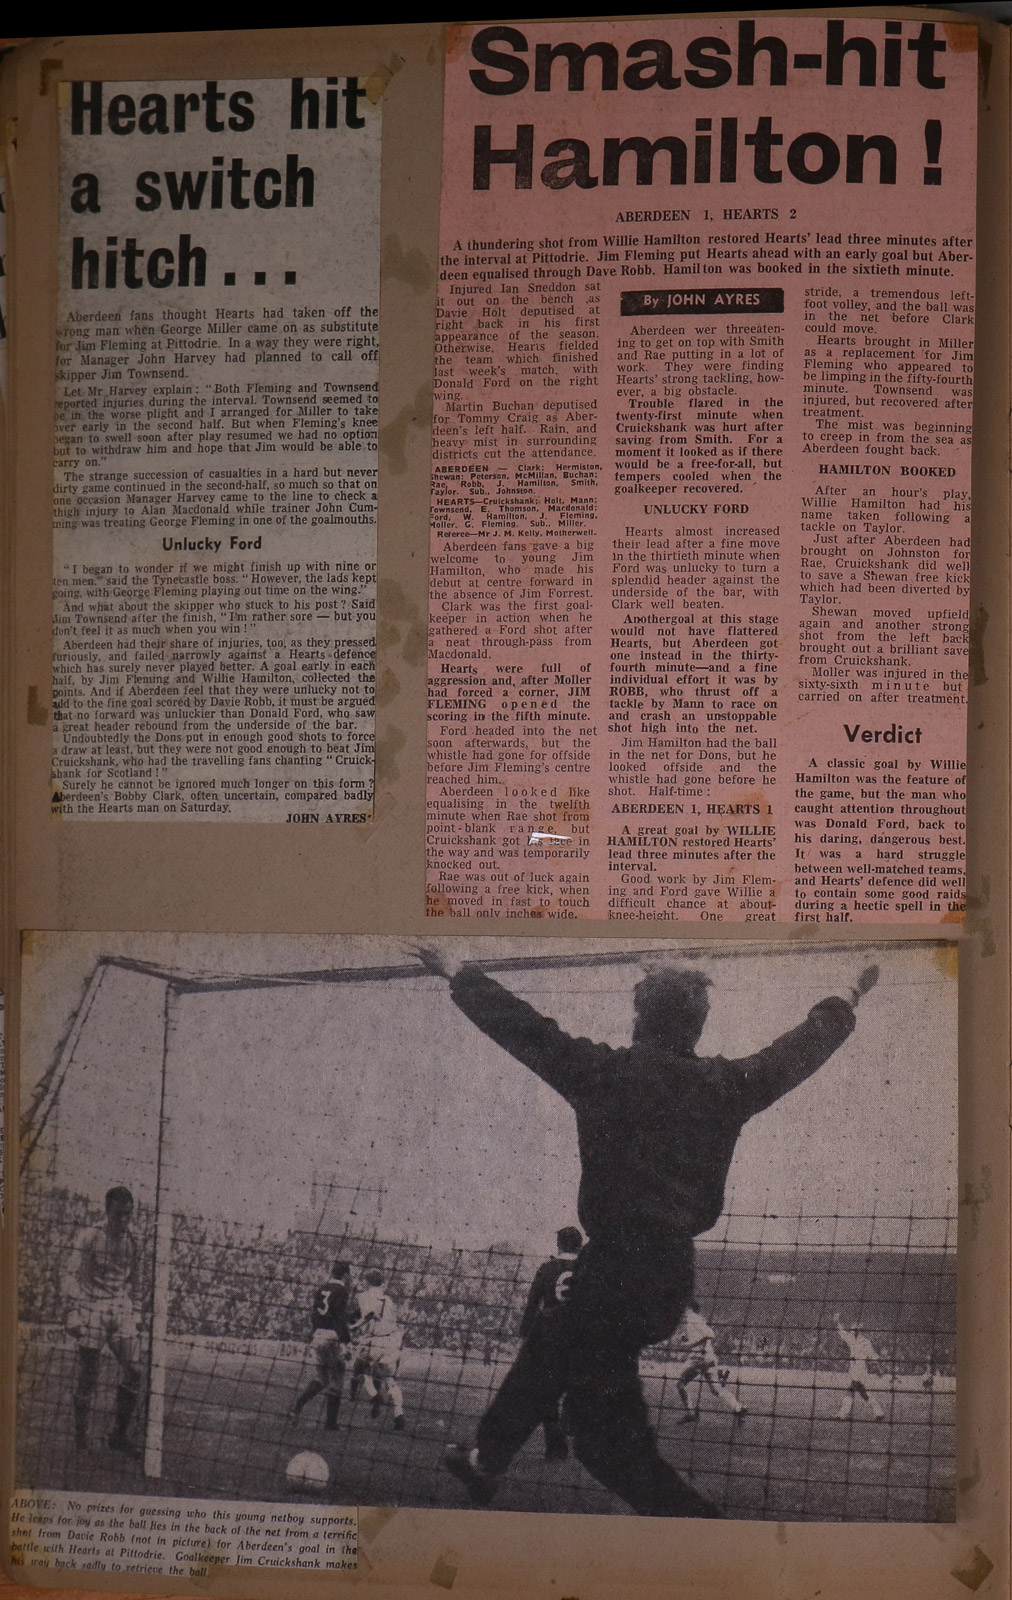 Hearts hit
a switch
hitch...
Aberdeen fans thought Hearts had taken off the
wrong man when George Miller came on as substitute
for Jim Fleming at Pittodrie. In a way they were right,
for Manager John Harvey had planned to call off
skipper Jim Townsend.
Let Mr Harvey explain: "Both Fleming and Townsend
reported injuries during the interval. Townsend seemed to
be in the worse plight and I arranged for Miller to take
over early in the second half. But when Fleming's knee
began to swell soon after play resumed we had no option
but to withdraw him and hope that Jim would be able to
carry on."
The strange succession of casualties in a hard but never
dirty game continued in the second-half, so much so that on
one occasion Manager Harvey came to the line to check a
thigh injury to Alan Macdonald while trainer John Cum-
ming was treating George Fleming in one of the goalmouths.
Unlucky Ford
"I began to wonder if we might finish up with nine or
ten men," said the Tynecastle boss. "However, the lads kept
going, with George Fleming playing out time on the wing."
And what about the skipper who stuck to his post? Said
Jim Townsend after the finish, "I'm rather sore — but you
don't feel it as much when you win!"
Aberdeen had their share of injuries, too, as they pressed
furiously, and failed narrowly against a Hearts defence
which has surely never played better. A goal early in each
half, by Jim Fleming and Willie Hamilton, collected the
points. And if Aberdeen feel that they were unlucky not to
add to the fine goal scored by Davie Robb, it must be argued
that no forward was unluckier than Donald Ford, who saw
a great header rebound from the underside of the bar.
Undoubtedly the Dons put in enough good shots to force
a draw at least, but they were not good enough to beat Jim
Cruickshank, who had the travelling fans chanting "Cruick-
shank for Scotland!"
Surely he cannot be ignored much longer on this form?
Aberdeen's Bobby Clark, often uncertain, compared badly
with the Hearts man on Saturday.
JOHN AYRES
Smash-hit
Hamilton!
ABERDEEN 1, HEARTS 2
A thundering shot from Willie Hamilton restored Hearts' lead three minutes after
the interval at Pittodrie. Jim Fleming put Hearts ahead with an early goal but Aber-
deen equalised through Dave Robb. Hamilton was booked in the sixtieth minute.
Injured Ian Sneddon sat
it out on the bench as
Davie Holt deputised at
right back in his first
appearance of the season.
Otherwise, Hearts fielded
the team which finished
last week's match, with
Donald Ford on the right
wing.
Martin Buchan deputised
for Tommy Craig as Aber-
deen's left half. Rain, and
heavy mist in surrounding
districts cut the attendance.
ABERDEEN — Clark; Hermiston,
Shewan; Peterson, McMillan, Buchan;
Rae, Robb, J. Hamilton, Smith,
Taylor. Sub., Johnston.
HEARTS—Cruickshank; Holt, Mann;
Townsend, E. Thomson, Macdonald;
Ford, W. Hamilton, J. Fleming,
Moller, G. Fleming. Sub., Miller.
Referee—Mr J. M. Kelly, Motherwell.
Aberdeen fans gave a big
welcome to young Jim
Hamilton, who made his
debut at centre forward in
the absence of Jim Forrest.
Clark was the first goal-
keeper in action when he
gathered a Ford shot after
a neat through-pass from
Macdonald.
Hearts were full of
aggression and, after Moller
had forced a corner, JIM
FLEMING opened the
scoring in the fifth minute.
Ford headed into the net
soon afterwards, but the
whistle had gone for offside
before Jim Fleming's centre
reached him.
Aberdeen looked like
equalising in the twelfth
minute when Rae shot from
point-blank range, but
Cruickshank got his face in
the way and was temporarily
knocked out.
Rae was out of luck again
following a free kick, when
he moved in fast to touch
the ball only inches wide.
By JOHN AYRES
Aberdeen wer threaten-
ing to get on top with Smith
and Rae putting in a lot of
work. They were finding
Hearts' strong tackling, how-
ever, a big obstacle.
Trouble flared in the
twenty-first minute when
Cruickshank was hurt after
saving from Smith. For a
moment it looked as if there
would be a free-for-all, but
tempers cooled when the
goalkeeper recovered.
UNLUCKY FORD
Hearts almost increased
their lead after a fine move
in the thirtieth minute when
Ford was unlucky to turn a
splendid header against the
underside of the bar, with
Clark well beaten.
Anothergoal at this stage
would not have flattered
Hearts, but Aberdeen got
one instead in the thirty-
fourth minute—and a fine
individual effort it was by
ROBB, who thrust off a
tackle by Mann to race on
and crash an unstoppable
shot high into the net.
Jim Hamilton had the ball
in the net for Dons, but he
looked offside and the
whistle had gone before he
shot. Half-time:
ABERDEEN 1, HEARTS 1
A great goal by WILLIE
HAMILTON restored Hearts'
lead three minutes after the
interval.
Good work by Jim Flem-
ing and Ford gave Willie a
difficult chance at about-
knee-height. One great
stride, a tremendous left-
foot volley, and the ball was
in the net before Clark
could move.
Hearts brought in Miller
as a replacement for Jim
Fleming who appeared to
be limping in the fifty-fourth
minute. Townsend was
injured, but recovered after
treatment.
The mist was beginning
to creep in from the sea as
Aberdeen fought back.
HAMILTON BOOKED
After an hour's play,
Willie Hamilton had his
name taken following a
tackle on Taylor.
Just after Aberdeen had
brought on Johnston for
Rae, Cruickshank did well
to save a Shewan free kick
which had been diverted by
Taylor.
Shewan moved upfield
again and another strong
shot from the left back
brought out a brilliant save
from Cruickshank.
Moller was injured in the
sixty-sixth minute but
carried on after treatment.
Verdict
A classic goal by Willie
Hamilton was the feature of
the game, but the man who
caught attention throughout
was Donald Ford, back to
his daring, dangerous best.
It was a hard struggle
between well-matched teams,
and Hearts' defence did well
to contain some good raids
during a hectic spell in the
first half.
3
7
6
ABOVE: No prizes for guessing who this young netboy supports.
He leaps for joy as the ball lies in the back of the net from a terrific
shot from Davie Robb (not in picture) for Aberdeen's goal in the
battle with Hearts at Pittodrie. Goalkeeper Jim Cruickshank makes
his way back sadly to retrieve the ball.